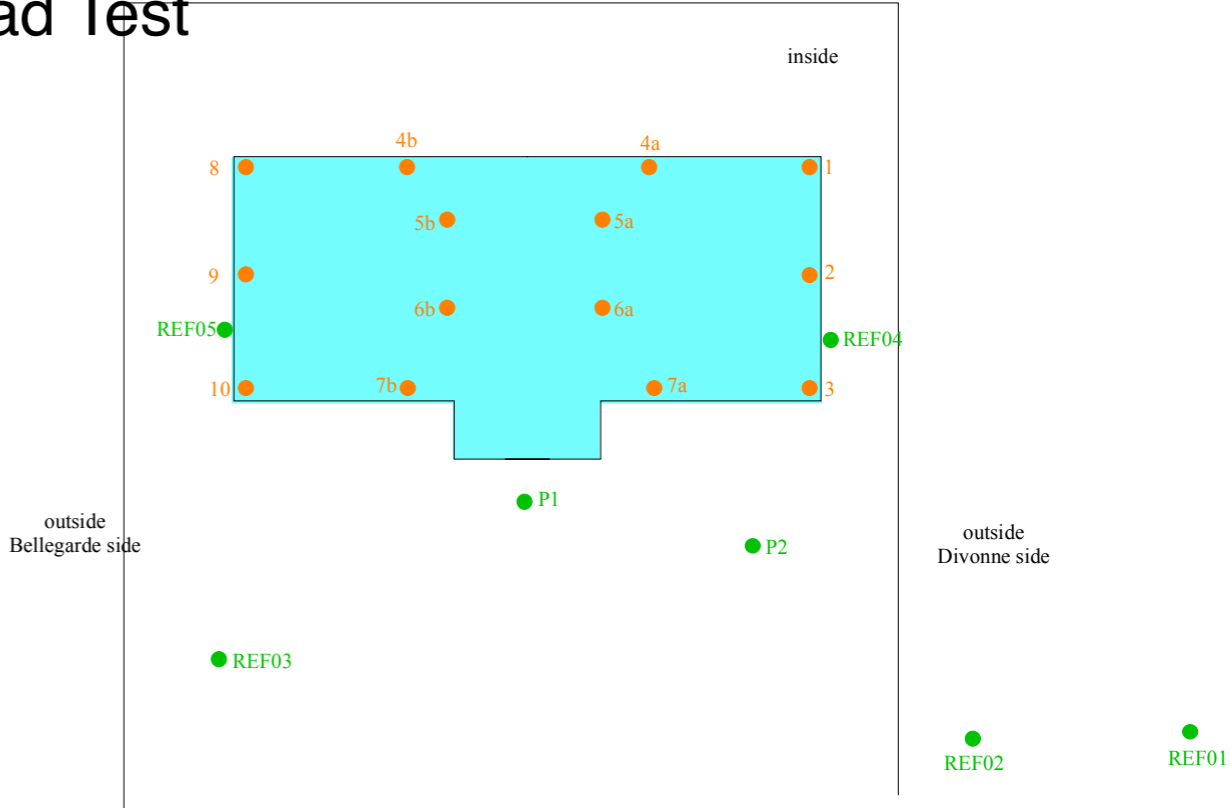 Test
inside
4b
4a
8
1
5b
5a
9
2
6b
6a
REF05
REF04
10
7b
7a
3
P1
outside
Bellegarde side
P2
outside
Divonne side
REF03
REF02
REF01